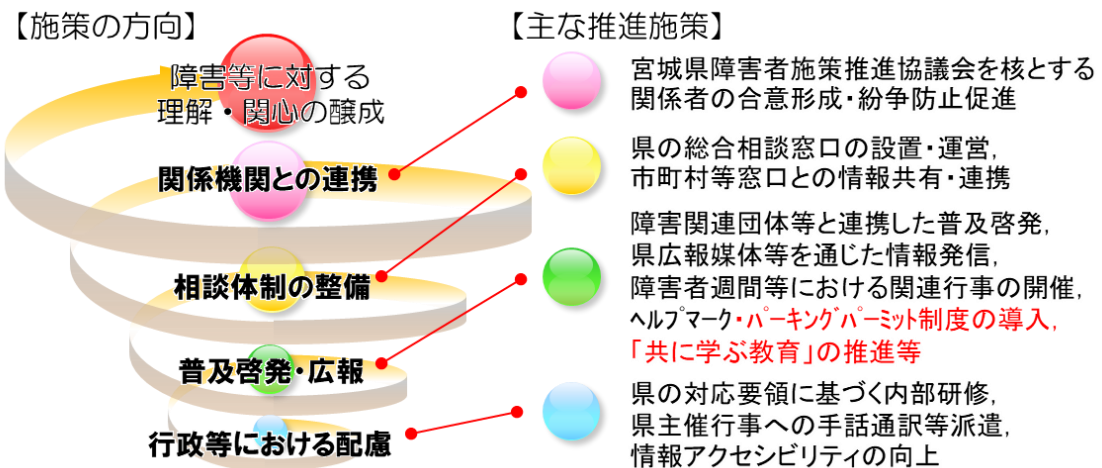 【施策の方向】
障害等に対する
理解・関心の醸成
関係機関との連携
相談体制の整備
普及啓発・広報
行政等における配慮
【主な推進施策】
宮城県障害者施策推進協議会を核とする
関係者の合意形成・紛争防止促進
県の総合相談窓口の設置・運営,
市町村等窓口との情報共有・連携
障害関連団体等と連携した普及啓発,
県広報媒体等を通じた情報発信,
障害者週間等における関連行事の開催,
ﾍﾙﾌﾟﾏｰｸ・ﾊﾟｰｷﾝｸﾞﾊﾟｰﾐｯﾄ制度の導入,
「共に学ぶ教育」の推進等
県の対応要領に基づく内部研修,
県主催行事への手話通訳等派遣,
情報アクセシビリティの向上